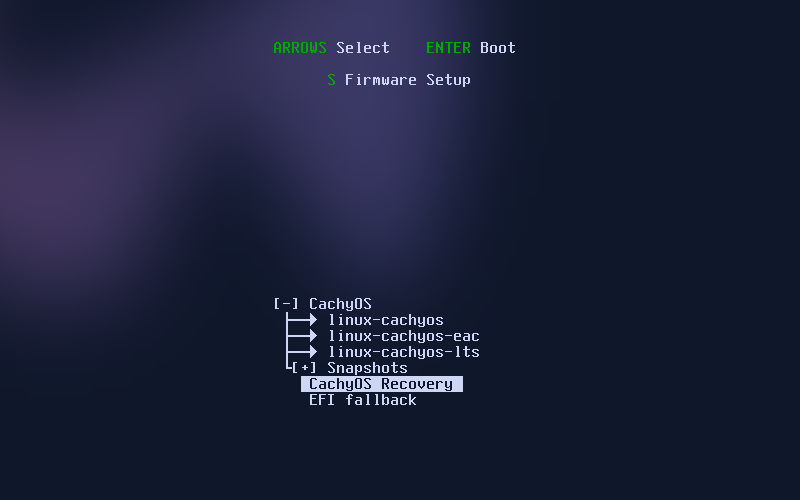 ARROWS Select    ENTER Boot
S Firmware Setup
[-] CachyOS
linux-cachyos
linux-cachyos-eac
linux-cachyos-lts
[+] Snapshots
CachyOS Recovery
EFI fallback